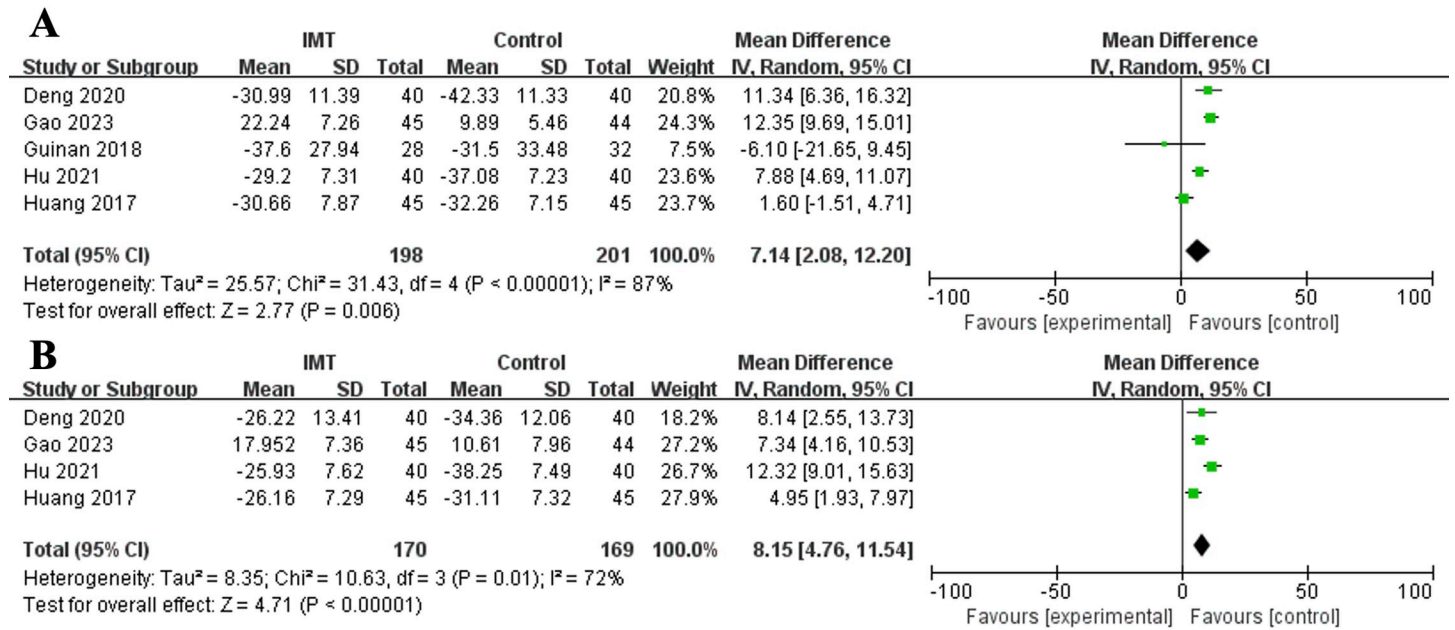 A
IMT Control Mean Difference Mean Difference
Study or Subgroup Mean SD Total Mean SD Total Weight IV, Random, 95% CI IV, Random, 95% CI
Deng 2020 -30.99 11.39 40 -42.33 11.33 40 20.8% 11.34 [6.36, 16.32]
Gao 2023 22.24 7.26 45 9.89 5.46 44 24.3% 12.35 [9.69, 15.01]
Guinan 2018 -37.6 27.94 28 -31.5 33.48 32 7.5% -6.10 [-21.65, 9.45]
Hu 2021 -29.2 7.31 40 -37.08 7.23 40 23.6% 7.88 [4.69, 11.07]
Huang 2017 -30.66 7.87 45 -32.26 7.15 45 23.7% 1.60 [-1.51, 4.71]
Total (95% CI) 198 201 100.0% 7.14 [2.08, 12.20]
Heterogeneity: Tau² = 25.57; Chi² = 31.43, df = 4 (P < 0.00001); I² = 87%
Test for overall effect: Z = 2.77 (P = 0.006)
-100 -50 0 50 100
Favours [experimental] Favours [control]
B
IMT Control Mean Difference Mean Difference
Study or Subgroup Mean SD Total Mean SD Total Weight IV, Random, 95% CI IV, Random, 95% CI
Deng 2020 -26.22 13.41 40 -34.36 12.06 40 18.2% 8.14 [2.55, 13.73]
Gao 2023 17.952 7.36 45 10.61 7.96 44 27.2% 7.34 [4.16, 10.53]
Hu 2021 -25.93 7.62 40 -38.25 7.49 40 26.7% 12.32 [9.01, 15.63]
Huang 2017 -26.16 7.29 45 -31.11 7.32 45 27.9% 4.95 [1.93, 7.97]
Total (95% CI) 170 169 100.0% 8.15 [4.76, 11.54]
Heterogeneity: Tau² = 8.35; Chi² = 10.63, df = 3 (P = 0.01); I² = 72%
Test for overall effect: Z = 4.71 (P < 0.00001)
-100 -50 0 50 100
Favours [experimental] Favours [control]